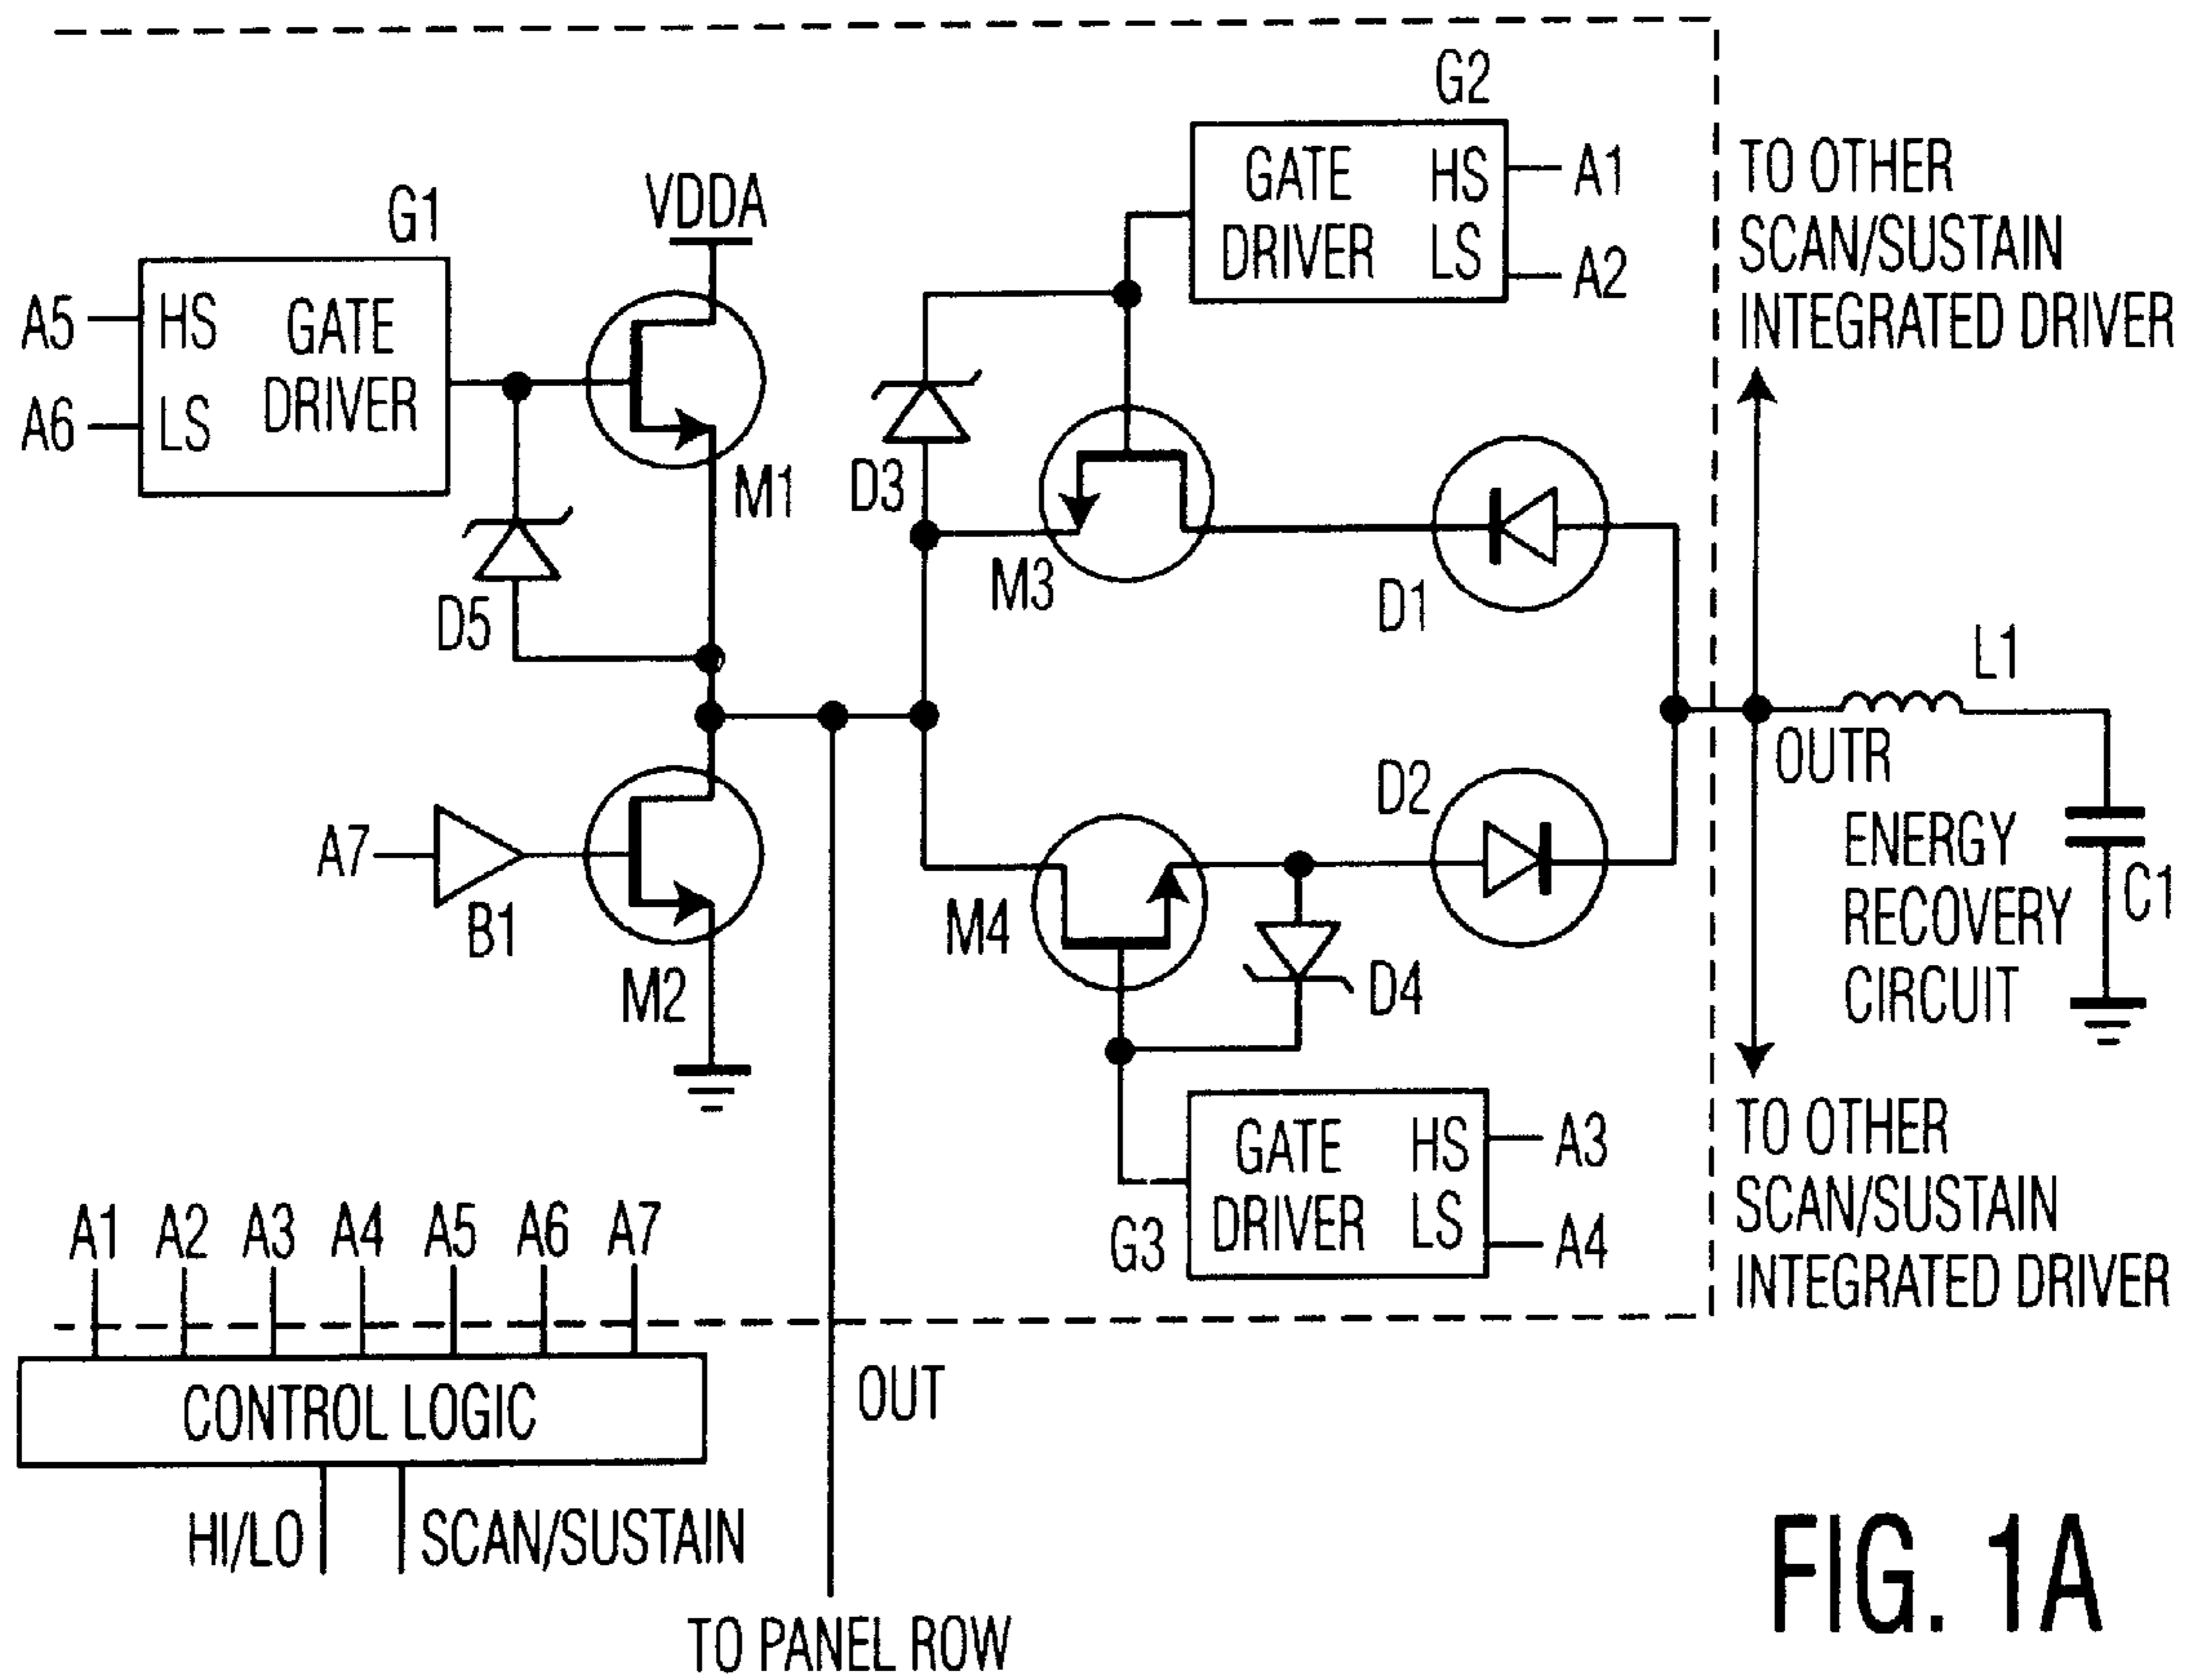 G2
GATE HS
DRIVER LS
A1
A2
TO OTHER
SCAN/SUSTAIN
INTEGRATED DRIVER
G1
VDDA
A5
A6
HS GATE
LS DRIVER
M1
D5
D3
M3
D1
L1
OUTR
ENERGY
RECOVERY
CIRCUIT
C1
D2
A7
B1
M2
M4
D4
GATE HS
DRIVER LS
G3
A3
A4
TO OTHER
SCAN/SUSTAIN
INTEGRATED DRIVER
A1 A2 A3 A4 A5 A6 A7
CONTROL LOGIC
OUT
HI/LO
SCAN/SUSTAIN
TO PANEL ROW
FIG. 1A